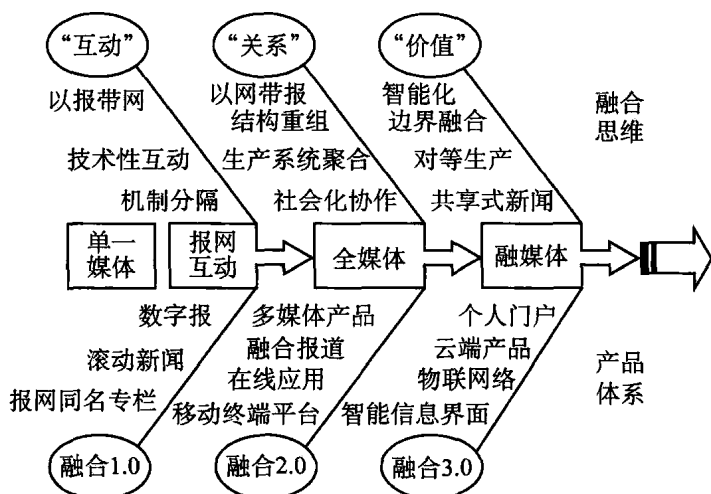 “互动”
“关系”
“价值”
以报带网
以网带报
智能化
融合
结构重组
边界融合
思维
技术性互动
生产系统聚合
对等生产
机制分隔
社会化协作
共享式新闻
单一
媒体
报网
互动
全媒体
融媒体
数字报
多媒体产品
个人门户
滚动新闻
融合报道
云端产品
产品
在线应用
物联网络
体系
报网同名专栏
移动终端平台
智能信息界面
融合1.0
融合2.0
融合3.0